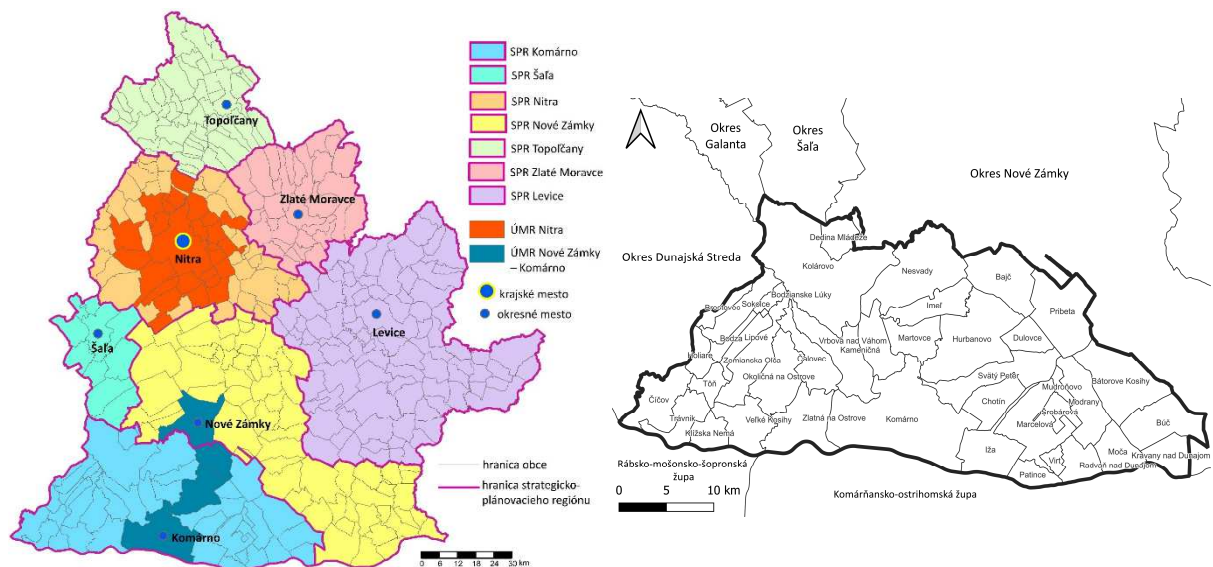 SPR Komárno
SPR Šaľa
SPR Nitra
SPR Nové Zámky
SPR Topoľčany
SPR Zlaté Moravce
SPR Levice
ÚMR Nitra
ÚMR Nové Zámky
– Komárno
krajské mesto
okresné mesto
Topoľčany
Zlaté Moravce
Nitra
Levice
Šaľa
Nové Zámky
Komárno
hranica obce
hranica strategicko-
plánovacieho regiónu
0 6 12 18 24 30 km
Okres
Galanta
Okres
Šaľa
Okres Nové Zámky
Okres Dunajská Streda
Dedina Mládeže
Kolárovo
Nesvady
Bajč
Bodzianske Lúky
Sokolce
Brestovec
Imeľ
Pribeta
Bodza
Lipové
Vrbová nad Váhom
Martovce
Hurbanovo
Dulovce
Kameničná
Holiare
Zemianska Olča
Čalovec
Tôň
Okoličná na Ostrove
Svätý Peter
Mudroňovo
Bátorove Kosihy
Číčov
Chotín
Modrany
Šrobárová
Trávnik
Veľké Kosihy
Zlatná na Ostrove
Komárno
Marcelová
Búč
Klížska Nemá
Iža
Moča
Kravany nad Dunajom
Virt
Radvaň nad Dunajom
Patince
Rábsko-mošonsko-šopronská
župa
Komárňansko-ostrihomská župa
0 5 10 km